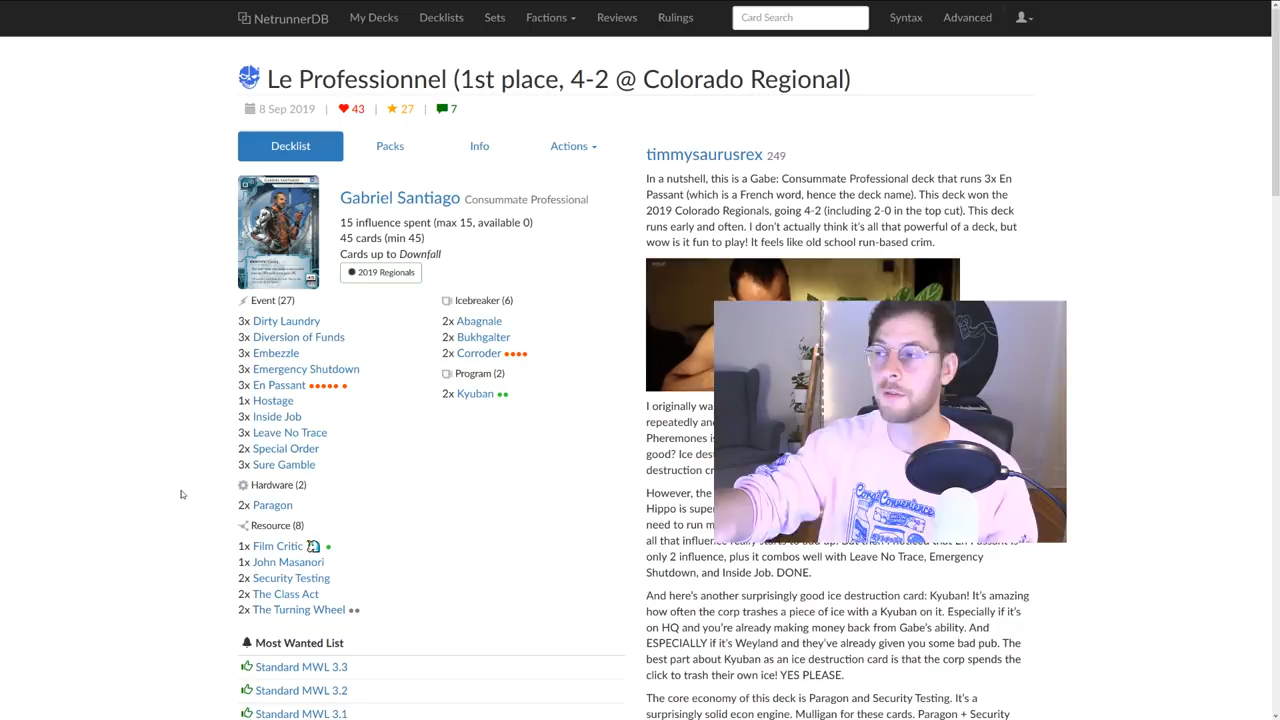 NetrunnerDB My Decks Decklists Sets Factions Reviews Rulings Card Search Syntax Advanced
Le Professionnel (1st place, 4-2 @ Colorado Regional)
8 Sep 2019 | 43 | 27 | 7
Decklist Packs Info Actions
Gabriel Santiago Consummate Professional
15 influence spent (max 15, available 0)
45 cards (min 45)
Cards up to Downfall
2019 Regionals
Event (27)
3x Dirty Laundry
3x Diversion of Funds
3x Embezzle
3x Emergency Shutdown
3x En Passant
1x Hostage
3x Inside Job
3x Leave No Trace
2x Special Order
3x Sure Gamble
Hardware (2)
2x Paragon
Resource (8)
1x Film Critic
1x John Masanori
2x Security Testing
2x The Class Act
2x The Turning Wheel
Icebreaker (6)
2x Abagnale
2x Bukhgalter
2x Corroder
Program (2)
2x Kyuban
Most Wanted List
Standard MWL 3.3
Standard MWL 3.2
Standard MWL 3.1
timmysaurusrex 249
In a nutshell, this is a Gabe: Consummate Professional deck that runs 3x En
Passant (which is a French word, hence the deck name). This deck won the
2019 Colorado Regionals, going 4-2 (including 2-0 in the top cut). This deck
runs early and often. I don't actually think it's all that powerful of a deck, but
wow is it fun to play! It feels like old school run-based crim.
I originally wa
repeatedly and
Pheremones is
good? Ice des
destruction cr
However, the
Hippo is supe
need to run m
all that influence really starts to add up. But then I noticed that En Passant is
only 2 influence, plus it combos well with Leave No Trace, Emergency
Shutdown, and Inside Job. DONE.
And here's another surprisingly good ice destruction card: Kyuban! It's amazing
how often the corp trashes a piece of ice with a Kyuban on it. Especially if it's
on HQ and you're already making money back from Gabe's ability. And
ESPECIALLY if it's Weyland and they've already given you some bad pub. The
best part about Kyuban as an ice destruction card is that the corp spends the
click to trash their own ice! YES PLEASE.
The core economy of this deck is Paragon and Security Testing. It's a
surprisingly solid econ engine. Mulligan for these cards. Paragon + Security
Corgi Convenience